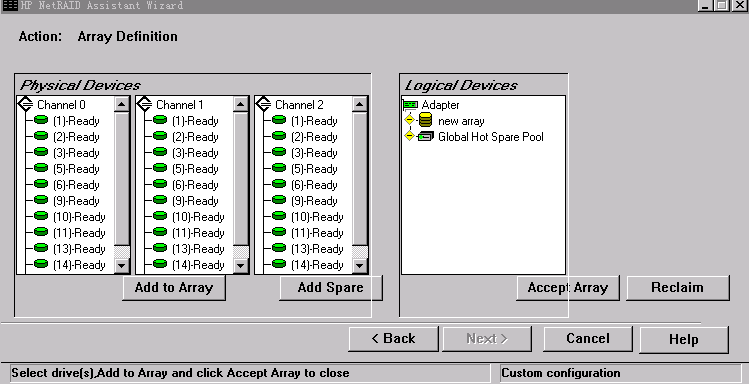 HP NetRAID Assistant Wizard
Action: Array Definition
Physical Devices
Channel 0
(1)-Ready
(2)-Ready
(3)-Ready
(5)-Ready
(6)-Ready
(9)-Ready
(10)-Ready
(11)-Ready
(13)-Ready
(14)-Ready
Channel 1
(1)-Ready
(2)-Ready
(3)-Ready
(5)-Ready
(6)-Ready
(9)-Ready
(10)-Ready
(11)-Ready
(13)-Ready
(14)-Ready
Channel 2
(1)-Ready
(2)-Ready
(3)-Ready
(5)-Ready
(6)-Ready
(9)-Ready
(10)-Ready
(11)-Ready
(13)-Ready
(14)-Ready
Add to Array
Add Spare
Logical Devices
Adapter
new array
Global Hot Spare Pool
Accept Array
Reclaim
< Back
Next >
Cancel
Help
Select drive(s),Add to Array and click Accept Array to close
Custom configuration